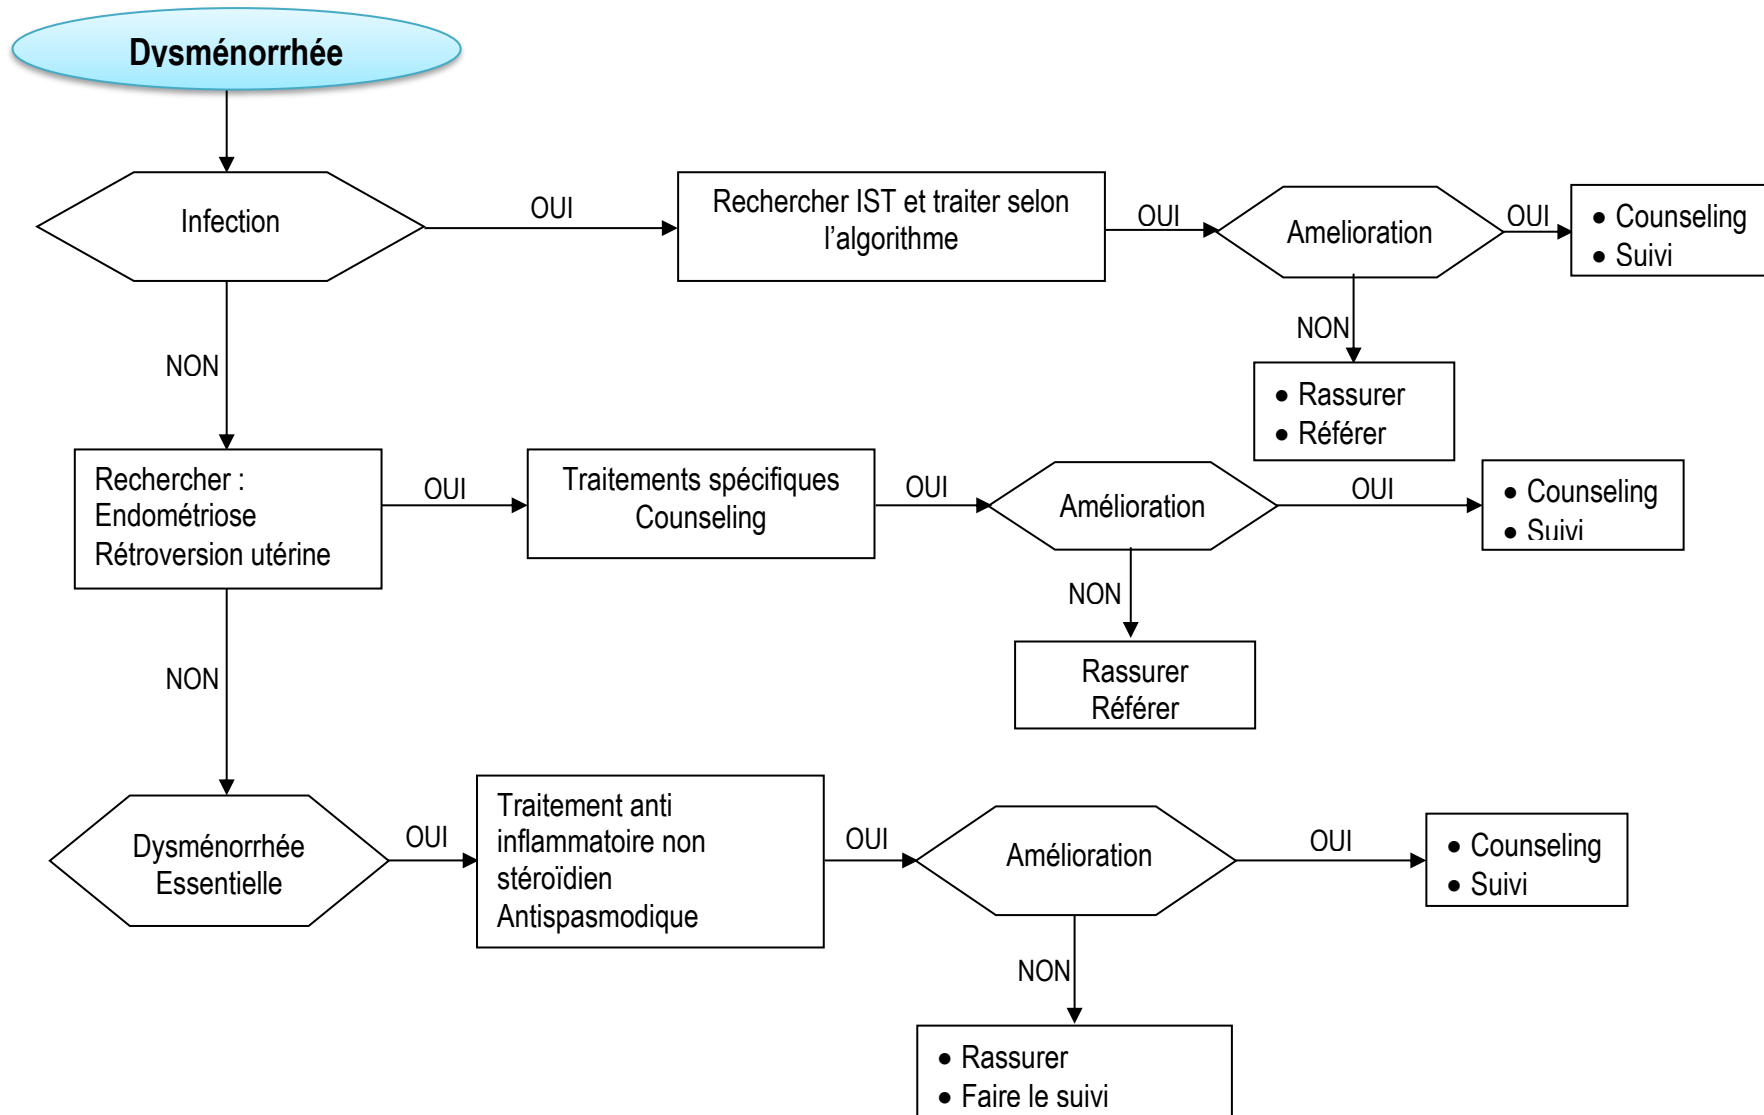 Dysménorrhée
Infection
OUI
Rechercher IST et traiter selon
l’algorithme
OUI
Amelioration
OUI
● Counseling
● Suivi
NON
● Rassurer
● Référer
NON
Rechercher :
Endométriose
Rétroversion utérine
OUI
Traitements spécifiques
Counseling
OUI
Amélioration
OUI
● Counseling
● Suivi
NON
Rassurer
Référer
NON
Dysménorrhée
Essentielle
OUI
Traitement anti
inflammatoire non
stéroïdien
Antispasmodique
OUI
Amélioration
OUI
● Counseling
● Suivi
NON
● Rassurer
● Faire le suivi